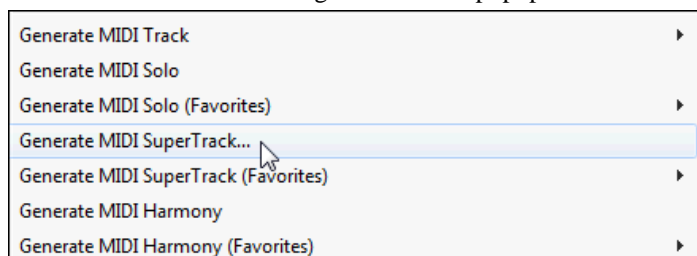 Generate MIDI Track
Generate MIDI Solo
Generate MIDI Solo (Favorites)
Generate MIDI SuperTrack...
Generate MIDI SuperTrack (Favorites)
Generate MIDI Harmony
Generate MIDI Harmony (Favorites)